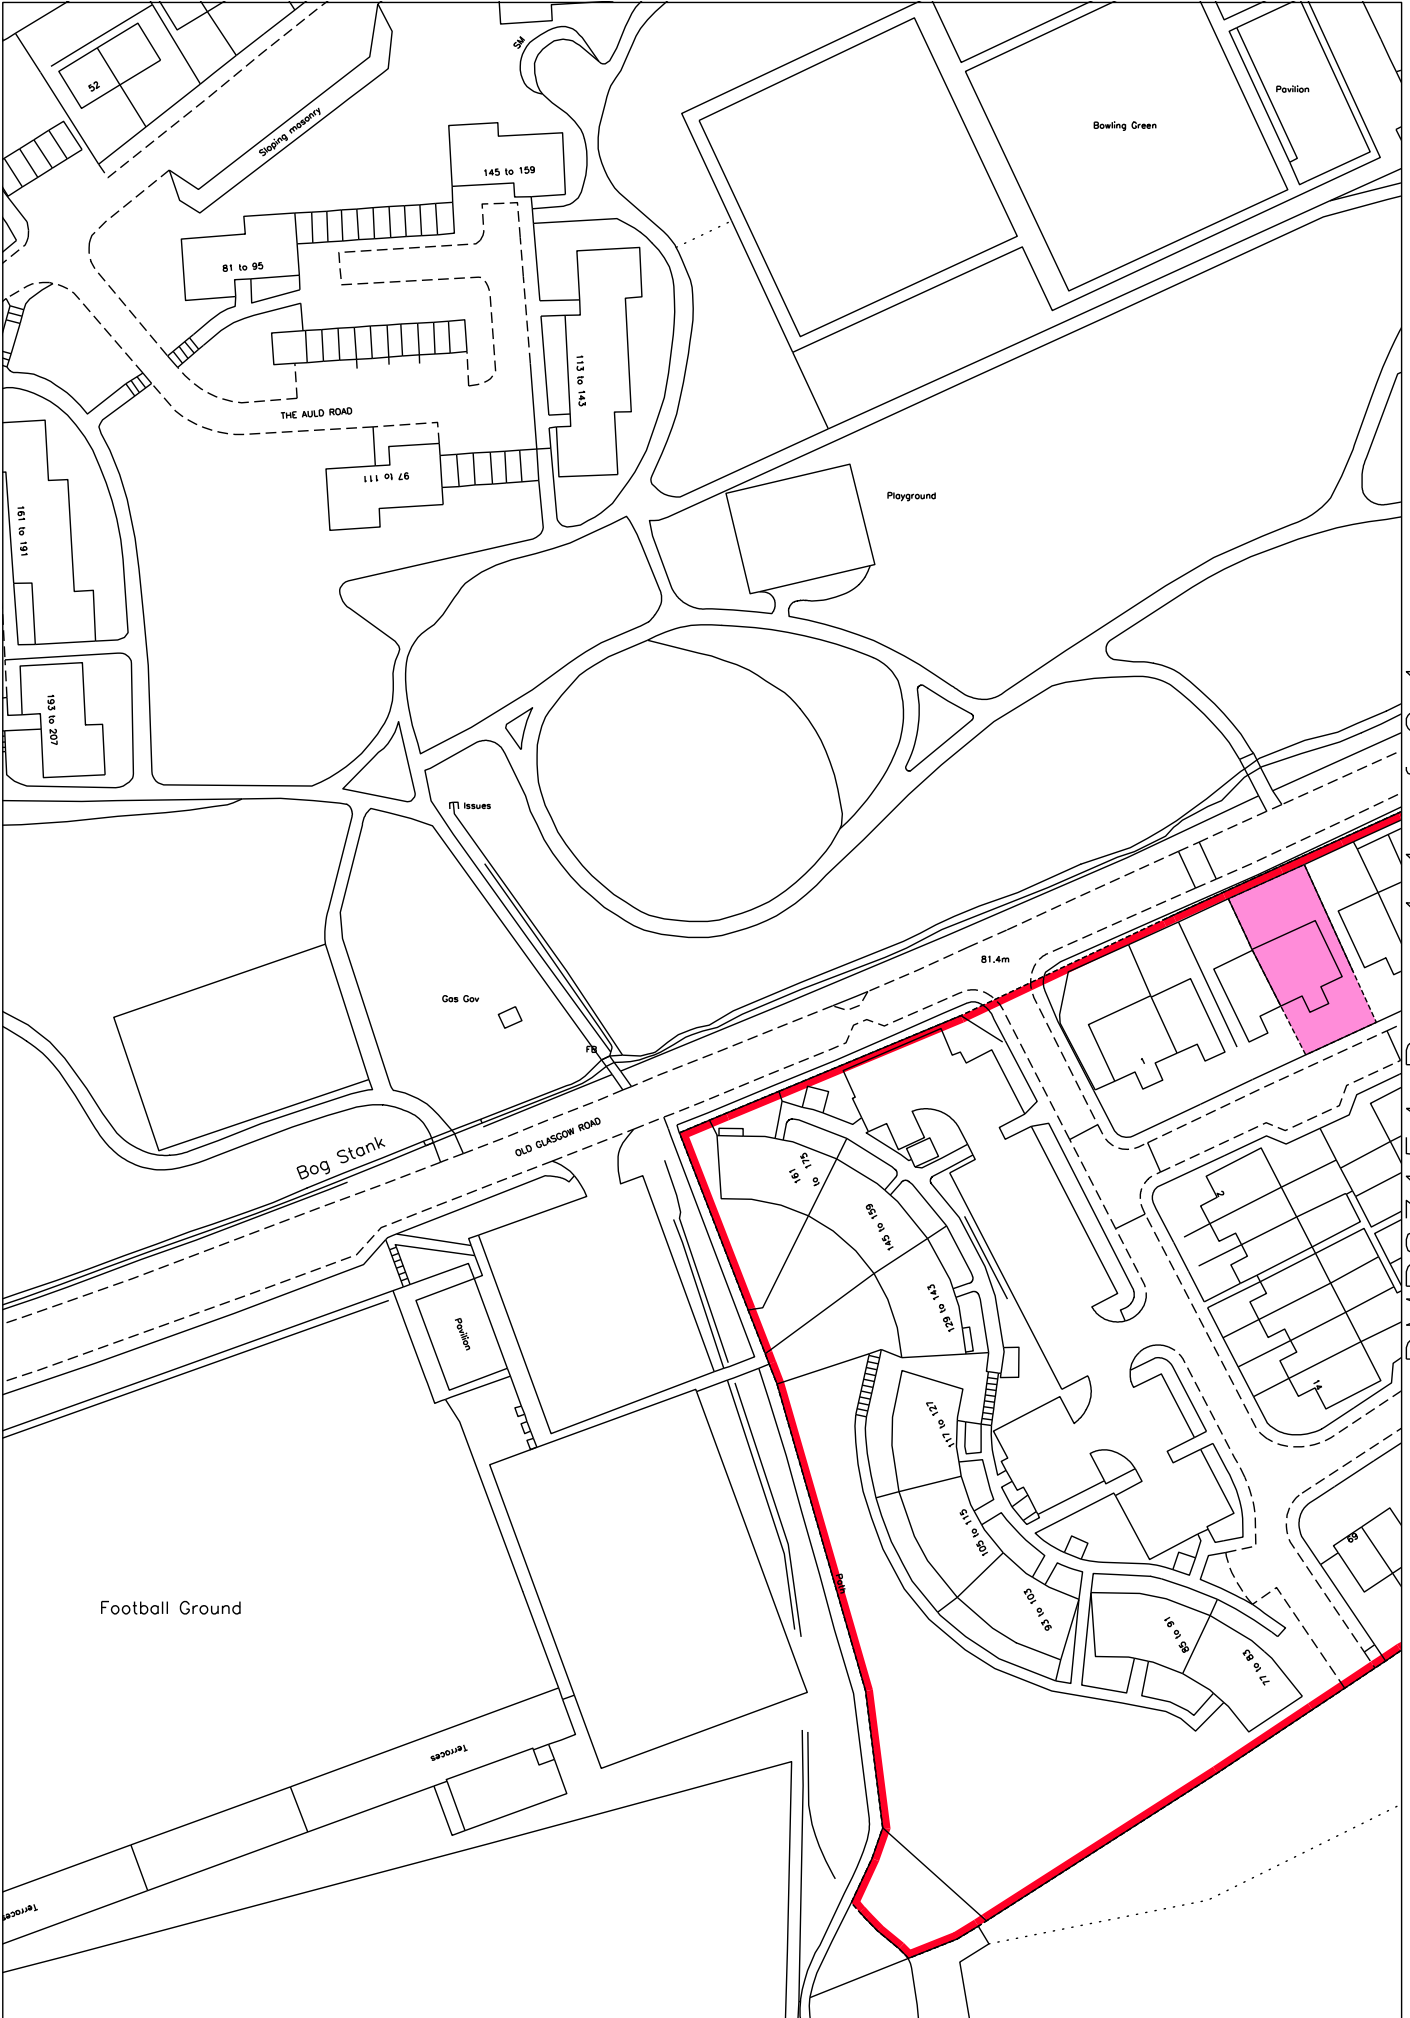 SM
52
Pavilion
Bowling Green
Sloping masonry
145 to 159
81 to 95
113 to 143
THE AULD ROAD
97 to 111
Playground
161 to 191
193 to 207
Issues
81.4m
Gas Gov
FB
OLD GLASGOW ROAD
Bog Stank
161
to 175
145 to 159
129 to 143
2
Pavilion
14
117 to 127
105 to 115
69
Path
93 to 103
Football Ground
85 to 91
77 to 83
Terraces
Terraces